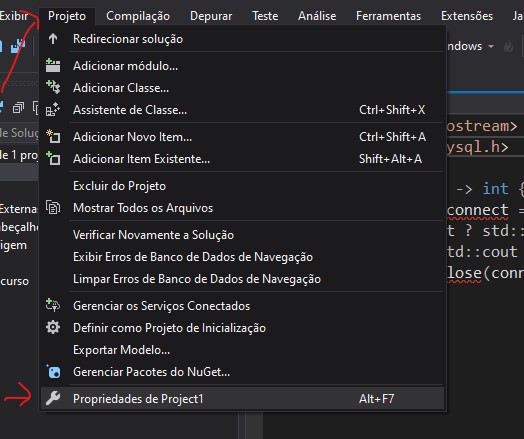 Exibir Projeto Compilação Depurar Teste Análise Ferramentas Extensões Ja
ndows
Redirecionar solução
Adicionar módulo...
Adicionar Classe...
Assistente de Classe... Ctrl+Shift+X
Adicionar Novo Item... Ctrl+Shift+A
Adicionar Item Existente... Shift+Alt+A
Excluir do Projeto
Mostrar Todos os Arquivos
Verificar Novamente a Solução
Exibir Erros de Banco de Dados de Navegação
Limpar Erros de Banco de Dados de Navegação
Gerenciar os Serviços Conectados
Definir como Projeto de Inicialização
Exportar Modelo...
Gerenciar Pacotes do NuGet...
Propriedades de Project1 Alt+F7
de Soluç
de 1 proj
Externas
abeçalho
igem
curso
ostream>
ysql.h>
-> int {
connect =
t ? std::
td::cout
lose(conn